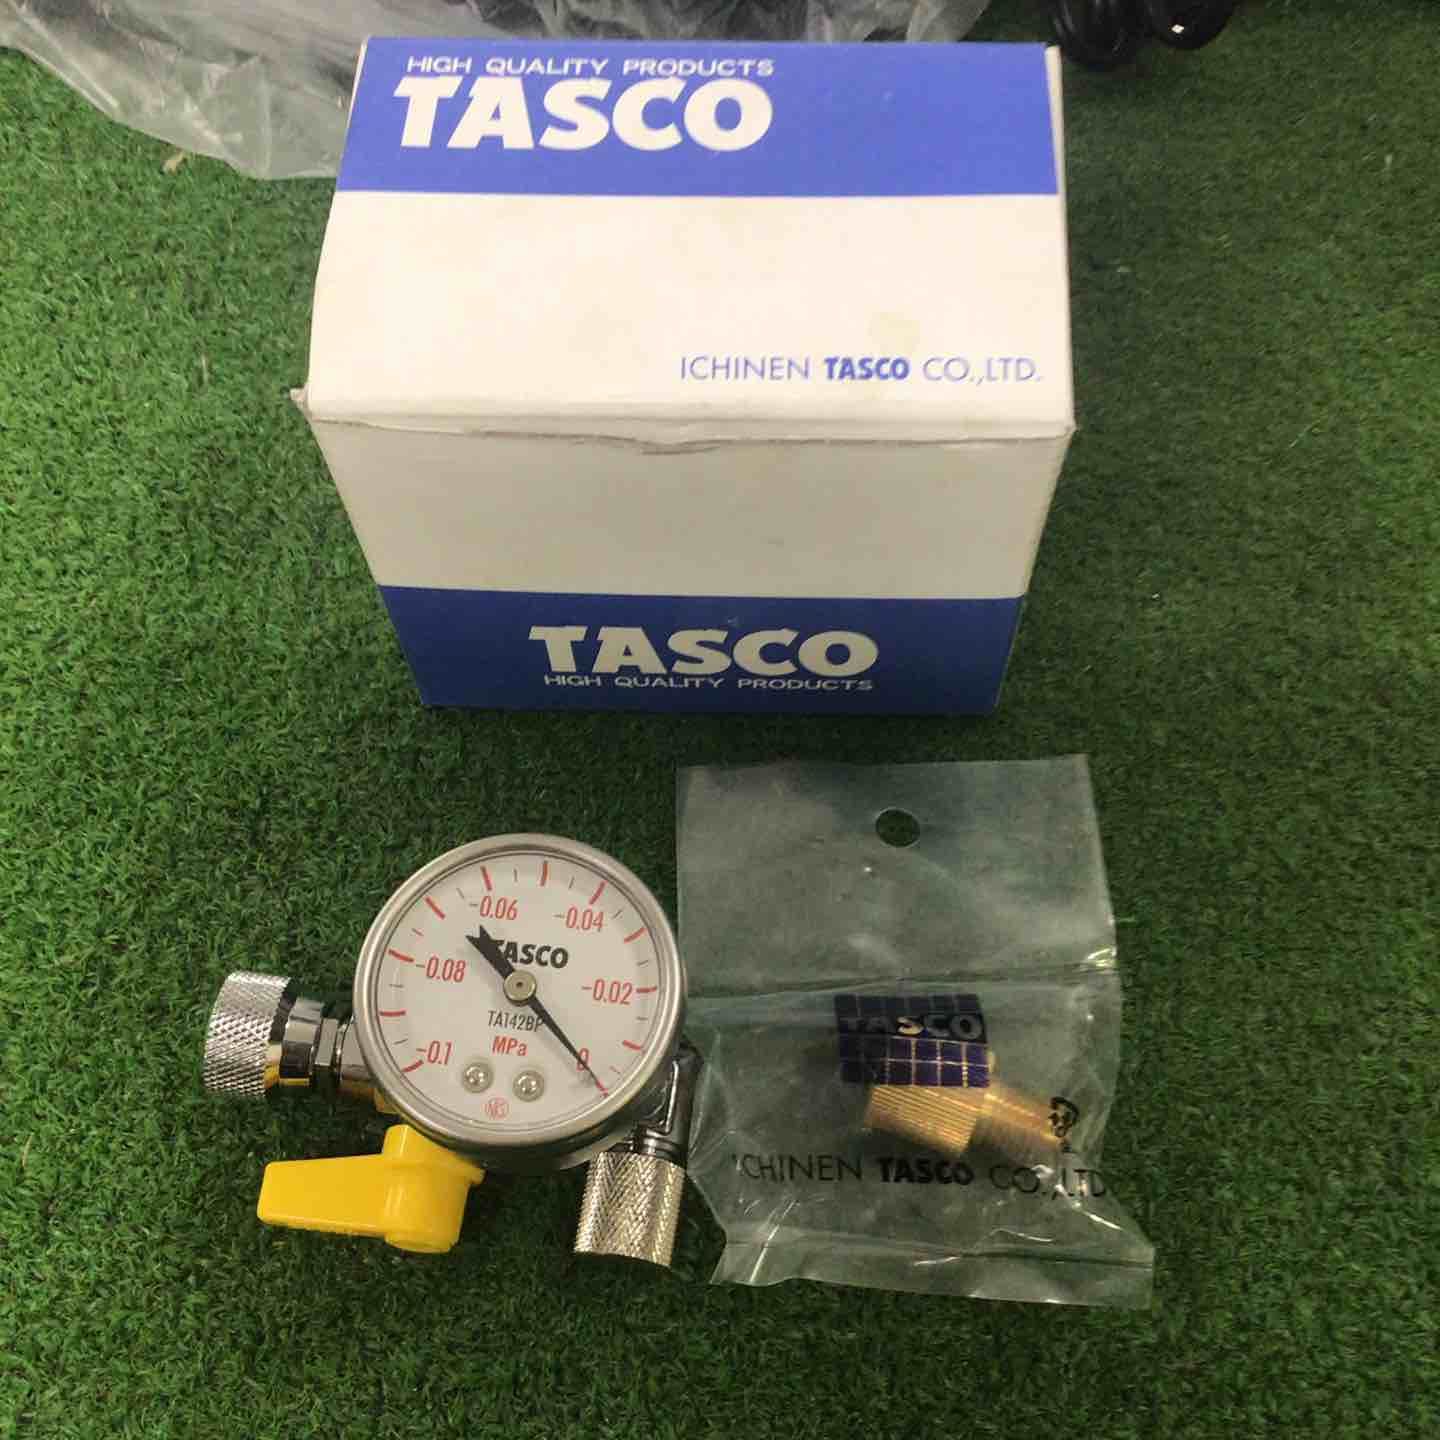 HIGH QUALITY PRODUCTS
TASCO
ICHINEN TASCO CO.,LTD.
TASCO
HIGH QUALITY PRODUCTS
-0.06
-0.04
TASCO
-0.08
-0.02
TA142BP
MPa
-0.1
0
NKS
TASCO
ICHINEN TASCO CO.,LTD.